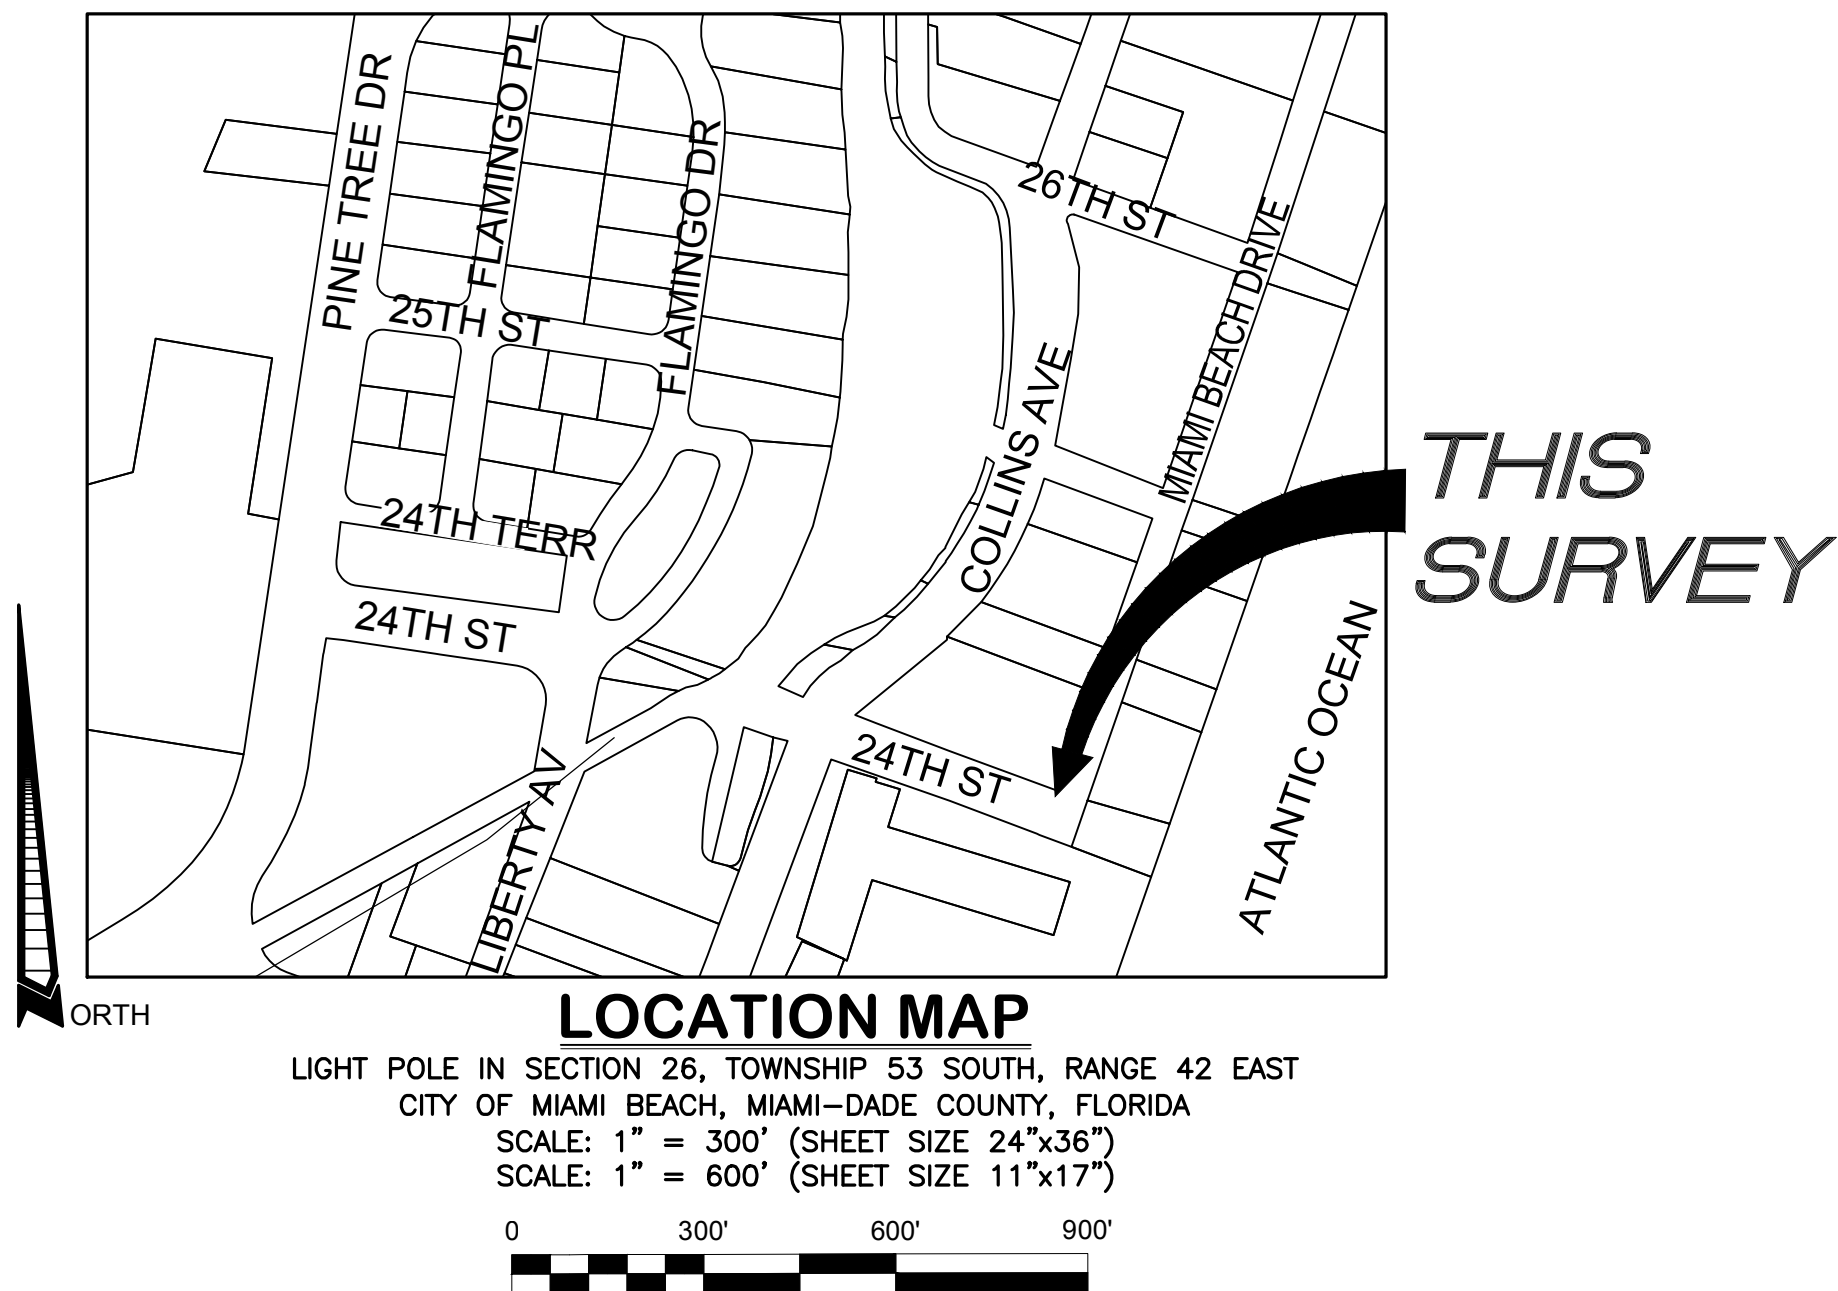 PINE TREE DR
FLAMINGO PL
FLAMINGO DR
25TH ST
26TH ST
MIAMI BEACH DRIVE
COLLINS AVE
24TH TERR
24TH ST
LIBERTY AV
24TH ST
ATLANTIC OCEAN
THIS
SURVEY
NORTH
LOCATION MAP
LIGHT POLE IN SECTION 26, TOWNSHIP 53 SOUTH, RANGE 42 EAST
CITY OF MIAMI BEACH, MIAMI-DADE COUNTY, FLORIDA
SCALE: 1" = 300' (SHEET SIZE 24"x36")
SCALE: 1" = 600' (SHEET SIZE 11"x17")
0 300' 600' 900'